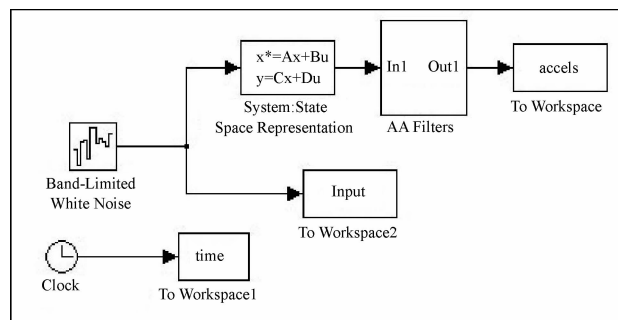 x*=Ax+Bu
y=Cx+Du
System:State
Space Representation
In1 Out1
AA Filters
accels
To Workspace
Band-Limited
White Noise
Input
To Workspace2
Clock
time
To Workspace1